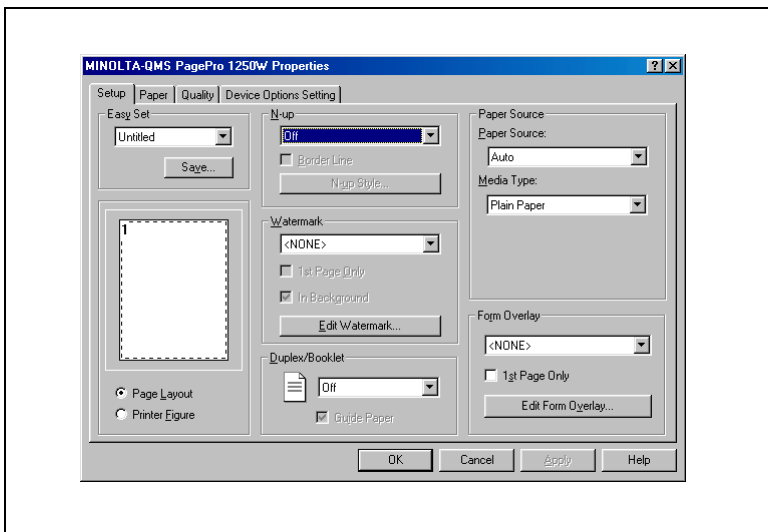 MINOLTA-QMS PagePro 1250W Properties
Setup
Paper
Quality
Device Options Setting
Easy Set
Untitled
Save...
1
Page Layout
Printer Figure
N-up
Off
Border Line
N-up Style...
Watermark
<NONE>
1st Page Only
In Background
Edit Watermark...
Duplex/Booklet
Off
Guide Paper
Paper Source
Paper Source:
Auto
Media Type:
Plain Paper
Form Overlay
<NONE>
1st Page Only
Edit Form Overlay...
OK
Cancel
Apply
Help